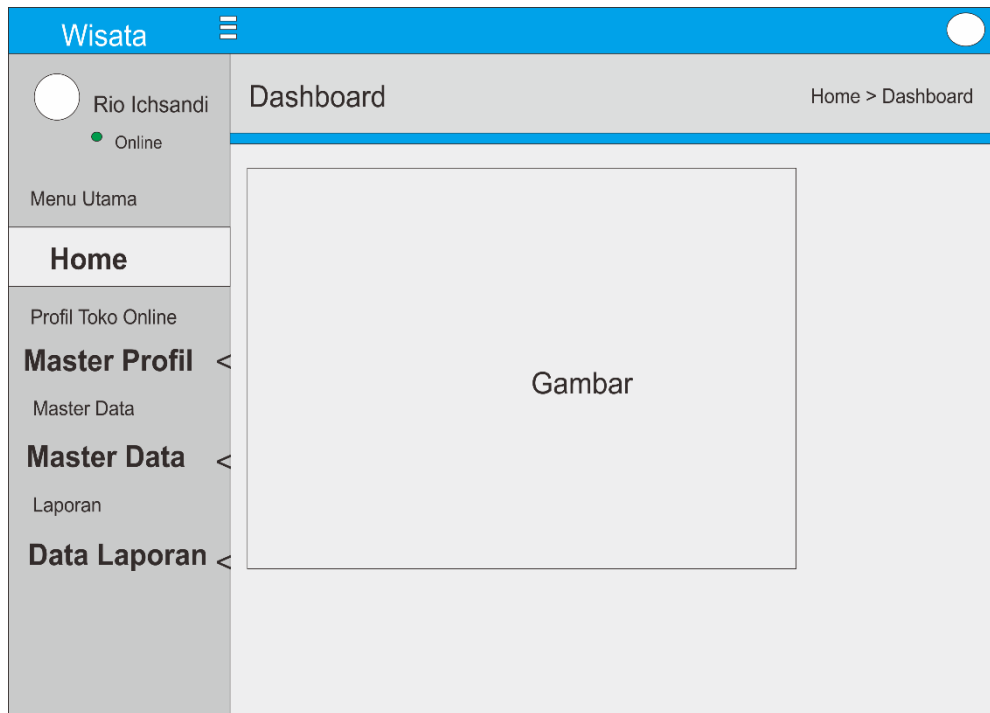 Wisata
Rio Ichsandi
Online
Menu Utama
Home
Profil Toko Online
Master Profil <
Master Data
Master Data <
Laporan
Data Laporan <
Dashboard
Home > Dashboard
Gambar